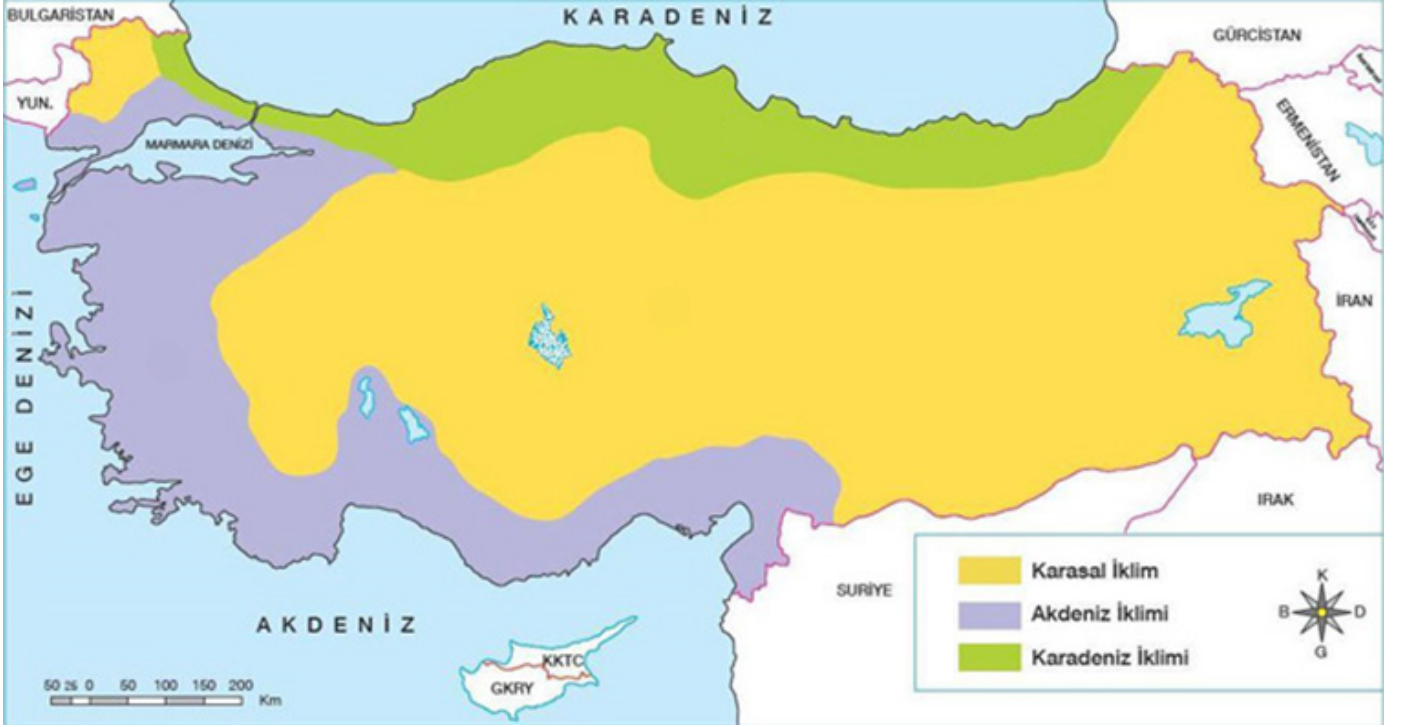 BULGARİSTAN
KARADENİZ
GÜRCİSTAN
YUN.
ERMENİSTAN
MARMARA DENİZİ
İRAN
EGE DENİZİ
IRAK
SURİYE
AKDENİZ
KKTC
GKRY
50 25 0 50 100 150 200
Km
Karasal İklim
Akdeniz İklimi
Karadeniz İklimi
K
B D
G